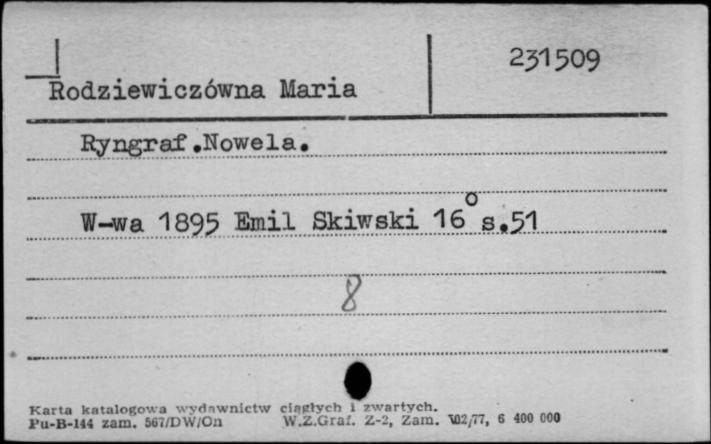 231509
Rodziewiczówna Maria
Ryngraf.Nowela.
W-wa 1895 Emil Skiwski 16° s.51
8
Karta katalogowa wydawnictw ciągłych i zwartych.
Pu-B-144 zam. 567/DW/On W.Z.Graf. Z-2, Zam. 102/77, 6 400 000